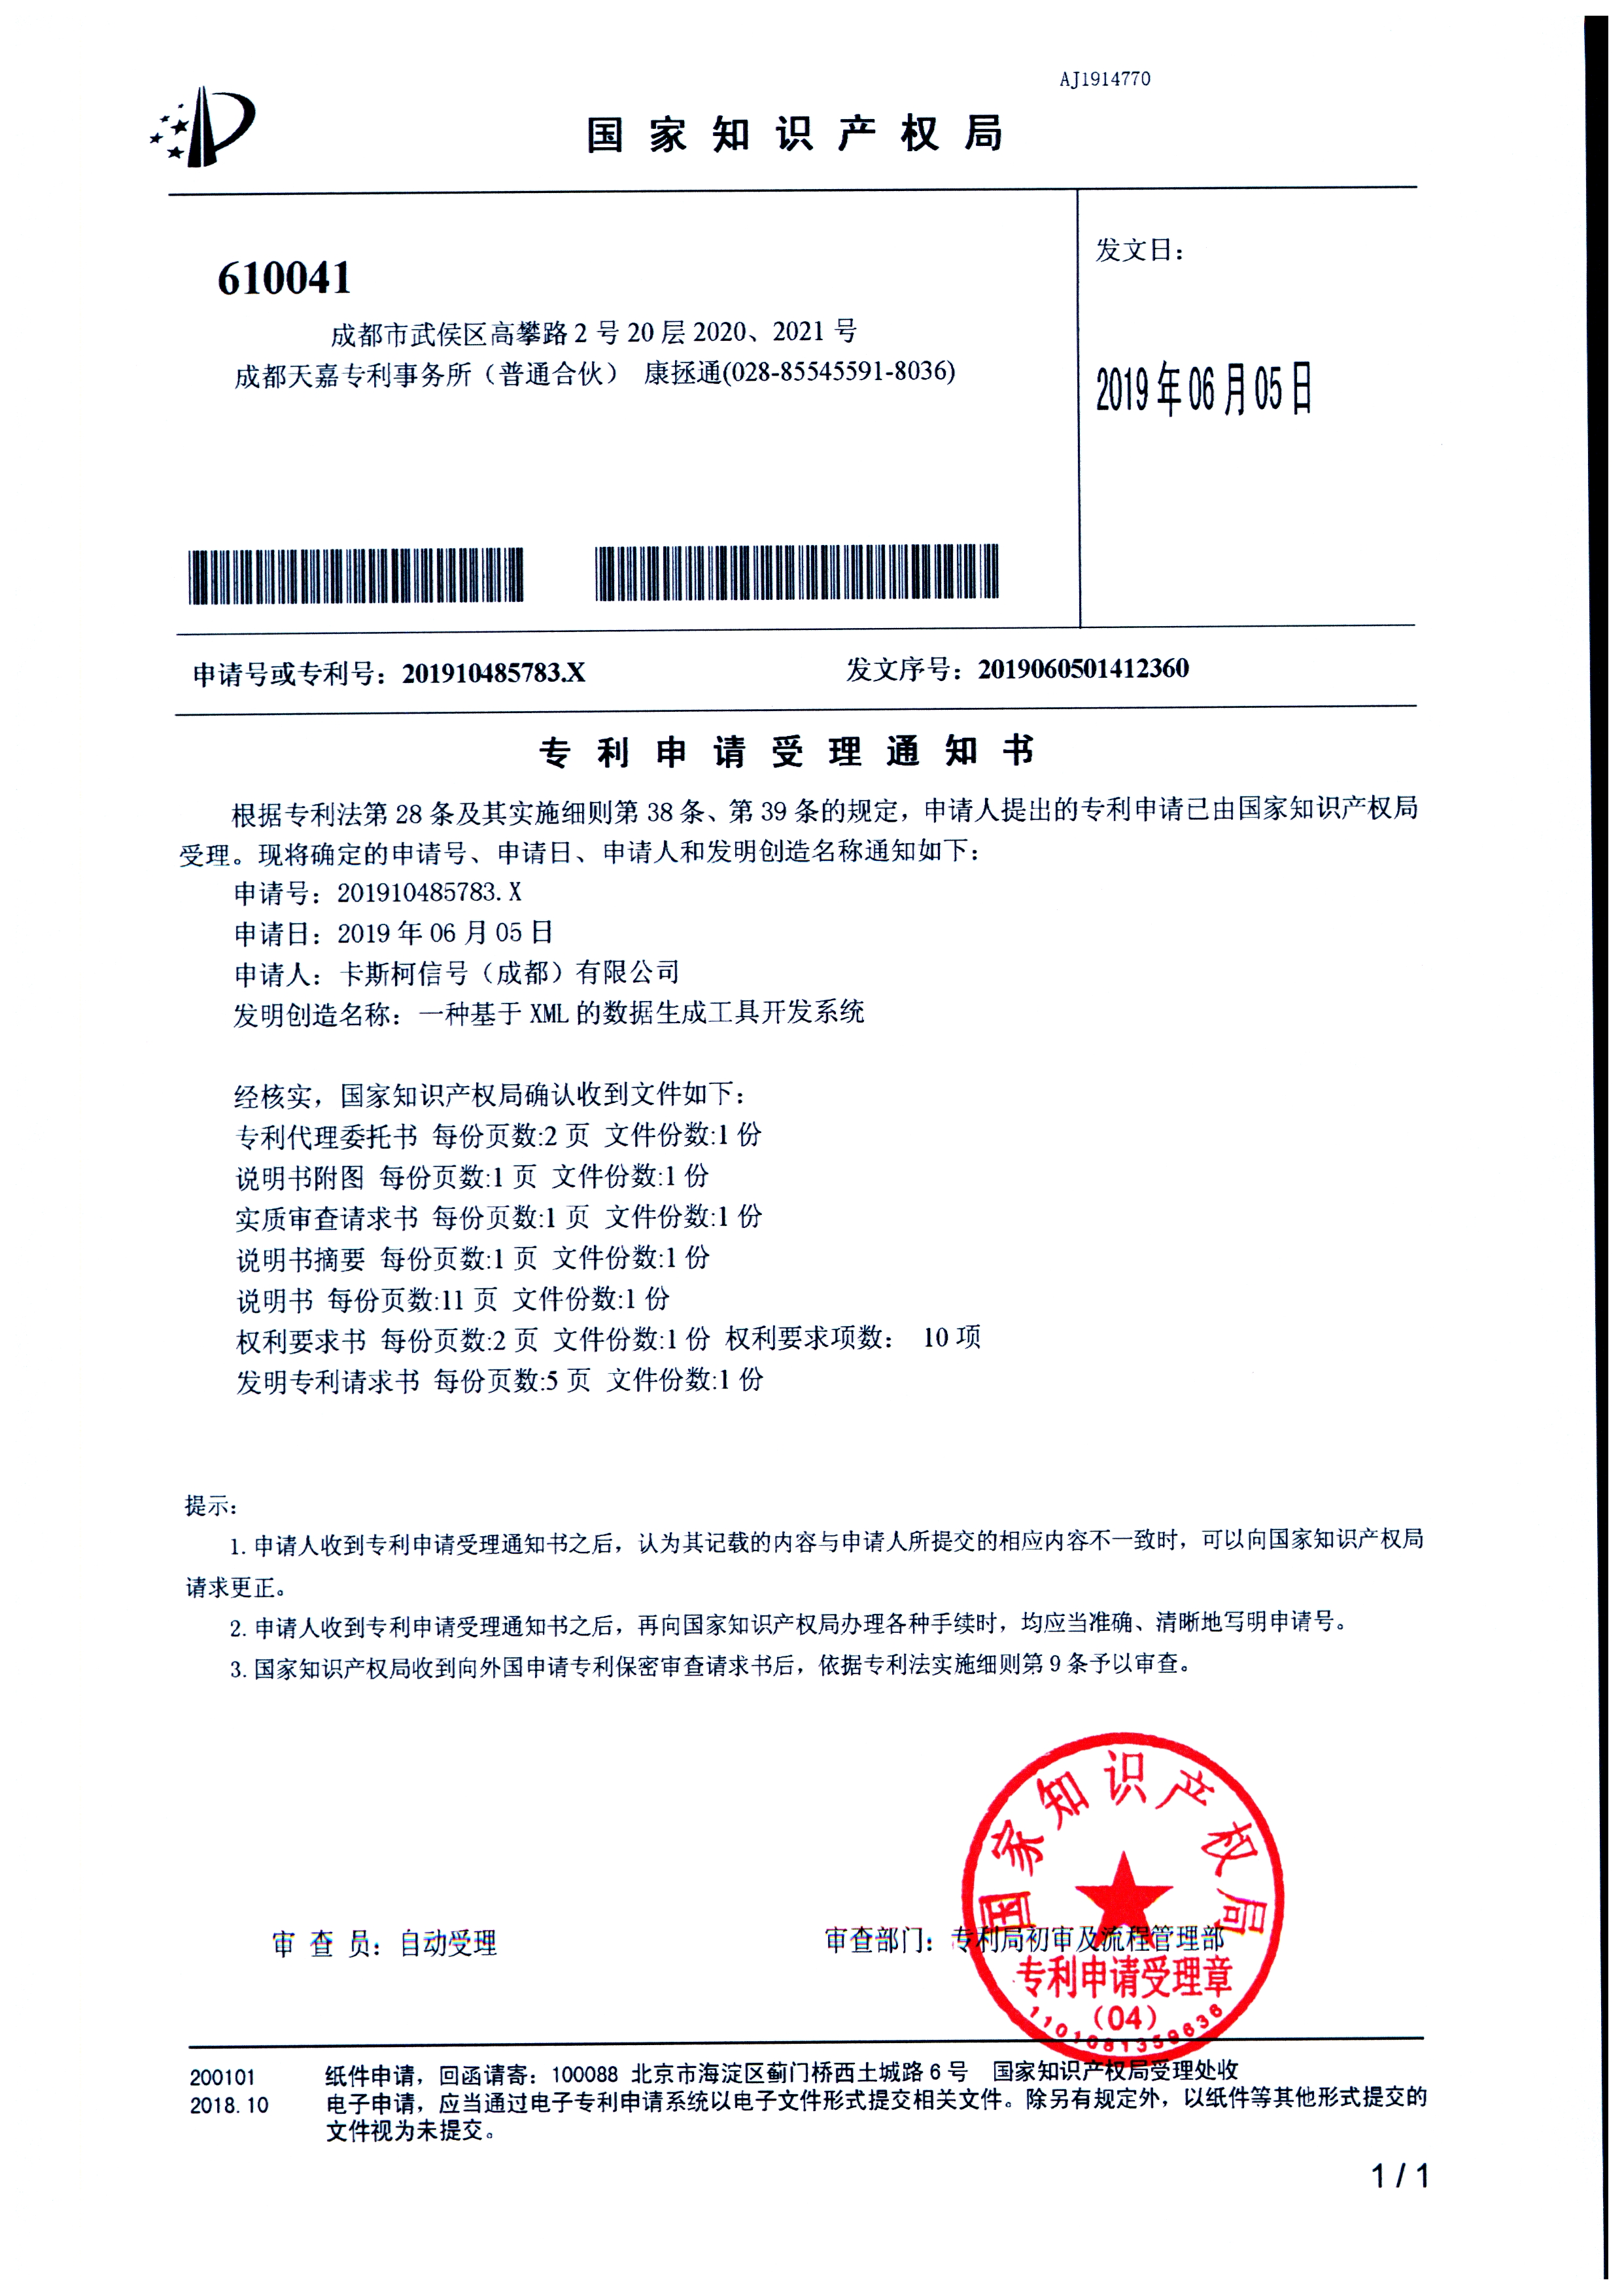 AJ1914770
国家知识产权局
610041
成都市武侯区高攀路2号20层2020、2021号
成都天嘉专利事务所（普通合伙） 康拯通(028-85545591-8036)
发文日：
2019年06月05日
申请号或专利号：201910485783.X
发文序号：2019060501412360
专利申请受理通知书
根据专利法第28条及其实施细则第38条、第39条的规定，申请人提出的专利申请已由国家知识产权局
受理。现将确定的申请号、申请日、申请人和发明创造名称通知如下：
申请号：201910485783.X
申请日：2019年06月05日
申请人：卡斯柯信号（成都）有限公司
发明创造名称：一种基于XML的数据生成工具开发系统
经核实，国家知识产权局确认收到文件如下：
专利代理委托书 每份页数:2 页 文件份数:1 份
说明书附图 每份页数:1 页 文件份数:1 份
实质审查请求书 每份页数:1 页 文件份数:1 份
说明书摘要 每份页数:1 页 文件份数:1 份
说明书 每份页数:11 页 文件份数:1 份
权利要求书 每份页数:2 页 文件份数:1 份 权利要求项数： 10 项
发明专利请求书 每份页数:5 页 文件份数:1 份
提示：
1.申请人收到专利申请受理通知书之后，认为其记载的内容与申请人所提交的相应内容不一致时，可以向国家知识产权局
请求更正。
2.申请人收到专利申请受理通知书之后，再向国家知识产权局办理各种手续时，均应当准确、清晰地写明申请号。
3.国家知识产权局收到向外国申请专利保密审查请求书后，依据专利法实施细则第9条予以审查。
审 查 员：自动受理
审查部门：专利局初审及流程管理部
国家知识产权局
专利申请受理章
（04）
1101081359636
200101 纸件申请，回函请寄：100088 北京市海淀区蓟门桥西土城路6号 国家知识产权局受理处收
2018.10 电子申请，应当通过电子专利申请系统以电子文件形式提交相关文件。除另有规定外，以纸件等其他形式提交的
文件视为未提交。
1 / 1